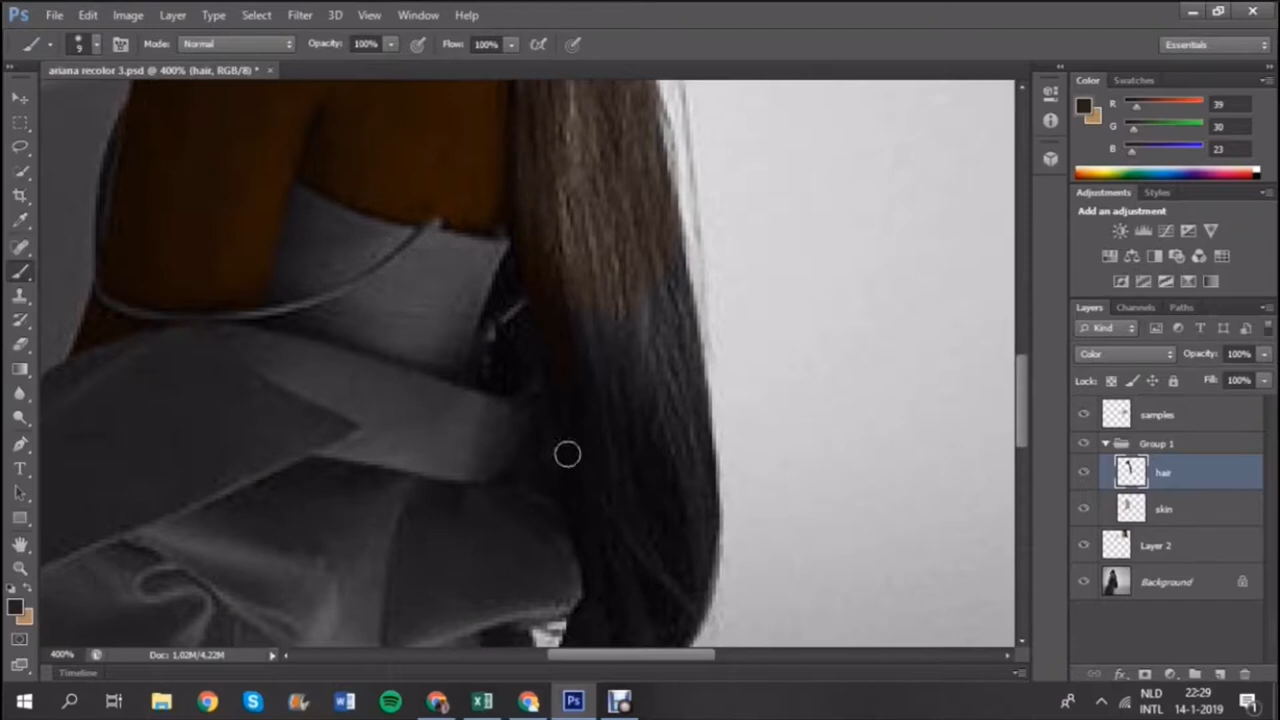 Ps File Edit Image Layer Type Select Filter 3D View Window Help
9 Mode: Normal Opacity: 100% Flow: 100% Essentials
ariana recolor 3.psd @ 400% (hair, RGB/8) * ×
Color Swatches
R 39
G 30
B 23
Adjustments Styles
Add an adjustment
Layers Channels Paths
Kind
Color Opacity: 100%
Lock: Fill: 100%
samples
Group 1
hair
skin
Layer 2
Background
400% Doc: 1.02M/4.22M
Timeline
NLD 22:29
INTL 14-1-2019